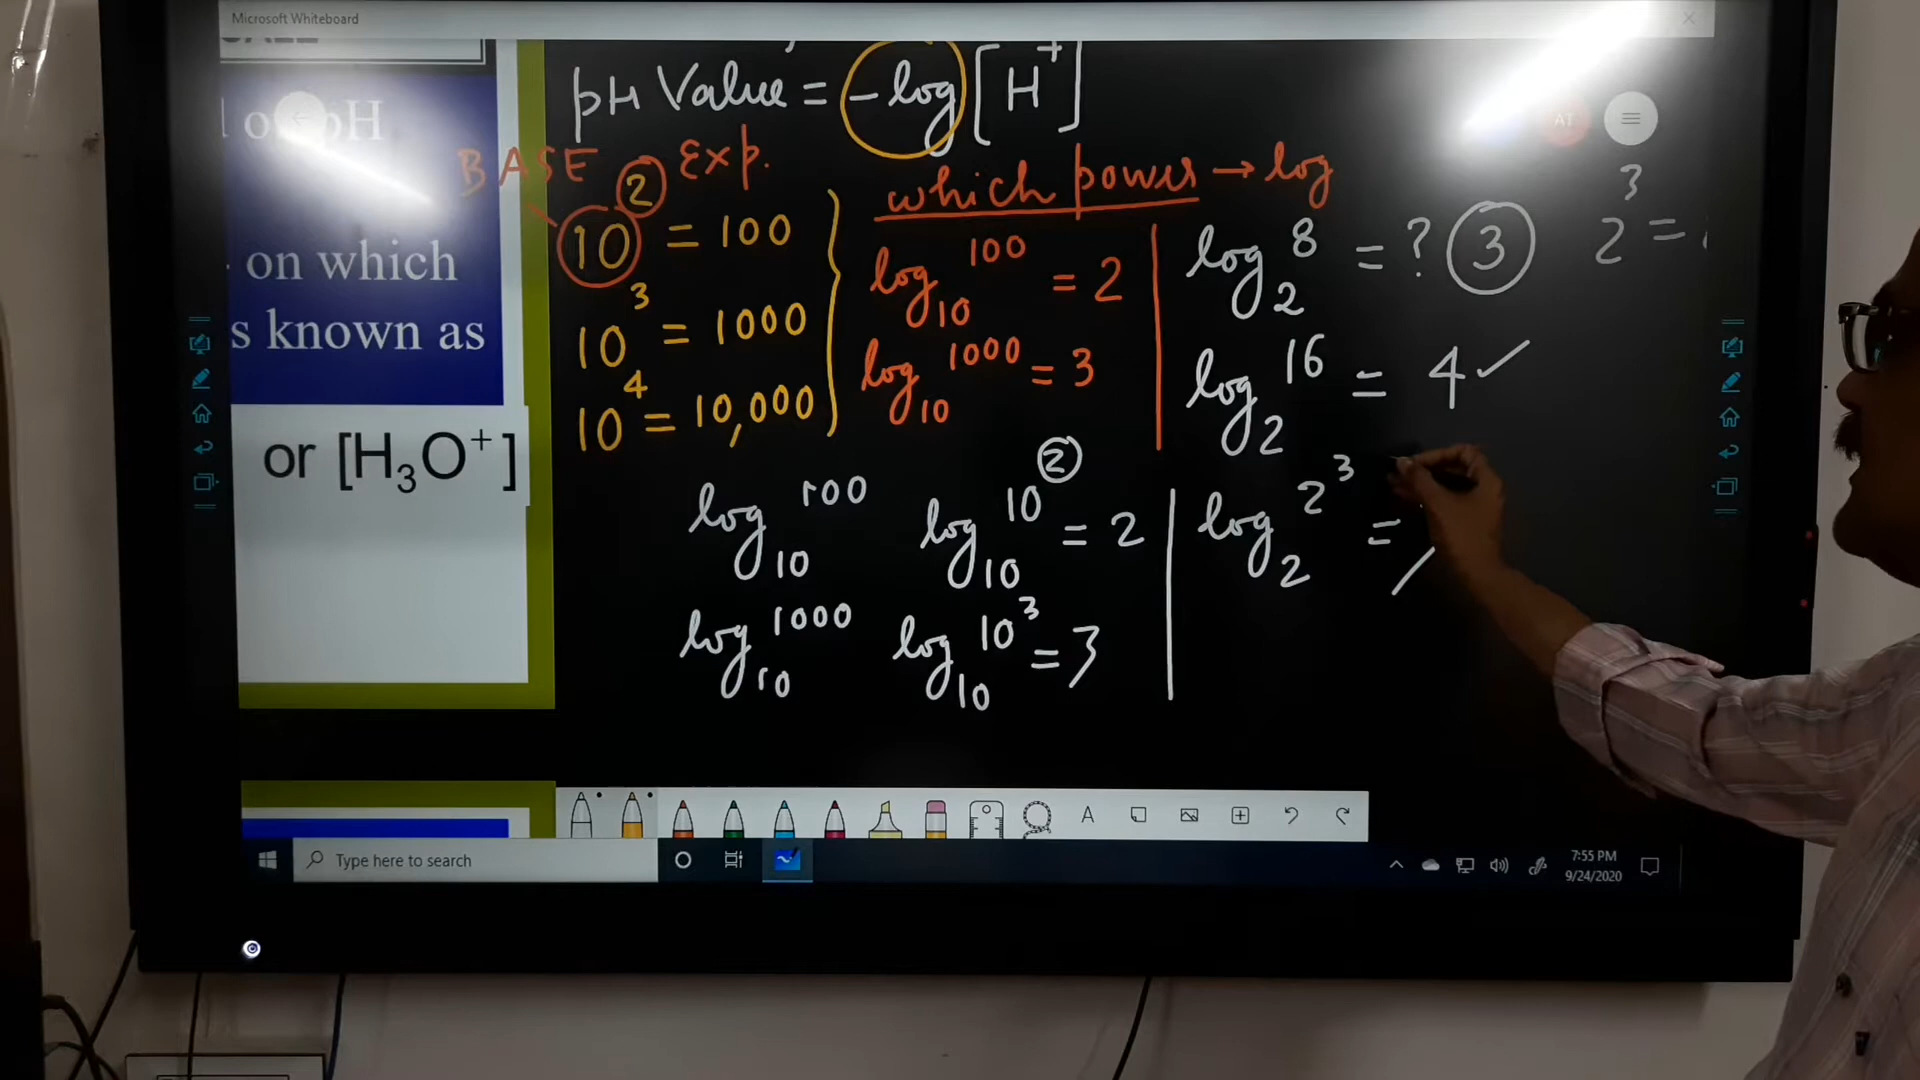 Microsoft Whiteboard
pH Value = -log [H⁺]
BASE Exp.
which power → log
10² = 100
10³ = 1000
10⁴ = 10,000
log₁₀ 100 = 2
log₁₀ 1000 = 3
log₂ 8 = ? 3
2³ =
log₂ 16 = 4 ✓
log₁₀ 100
log₁₀ 10² = 2
log₂ 2³ =
log₁₀ 1000
log₁₀ 10³ = 3
pH
on which
s known as
or [H₃O⁺]
AT
A
Type here to search
7:55 PM
9/24/2020